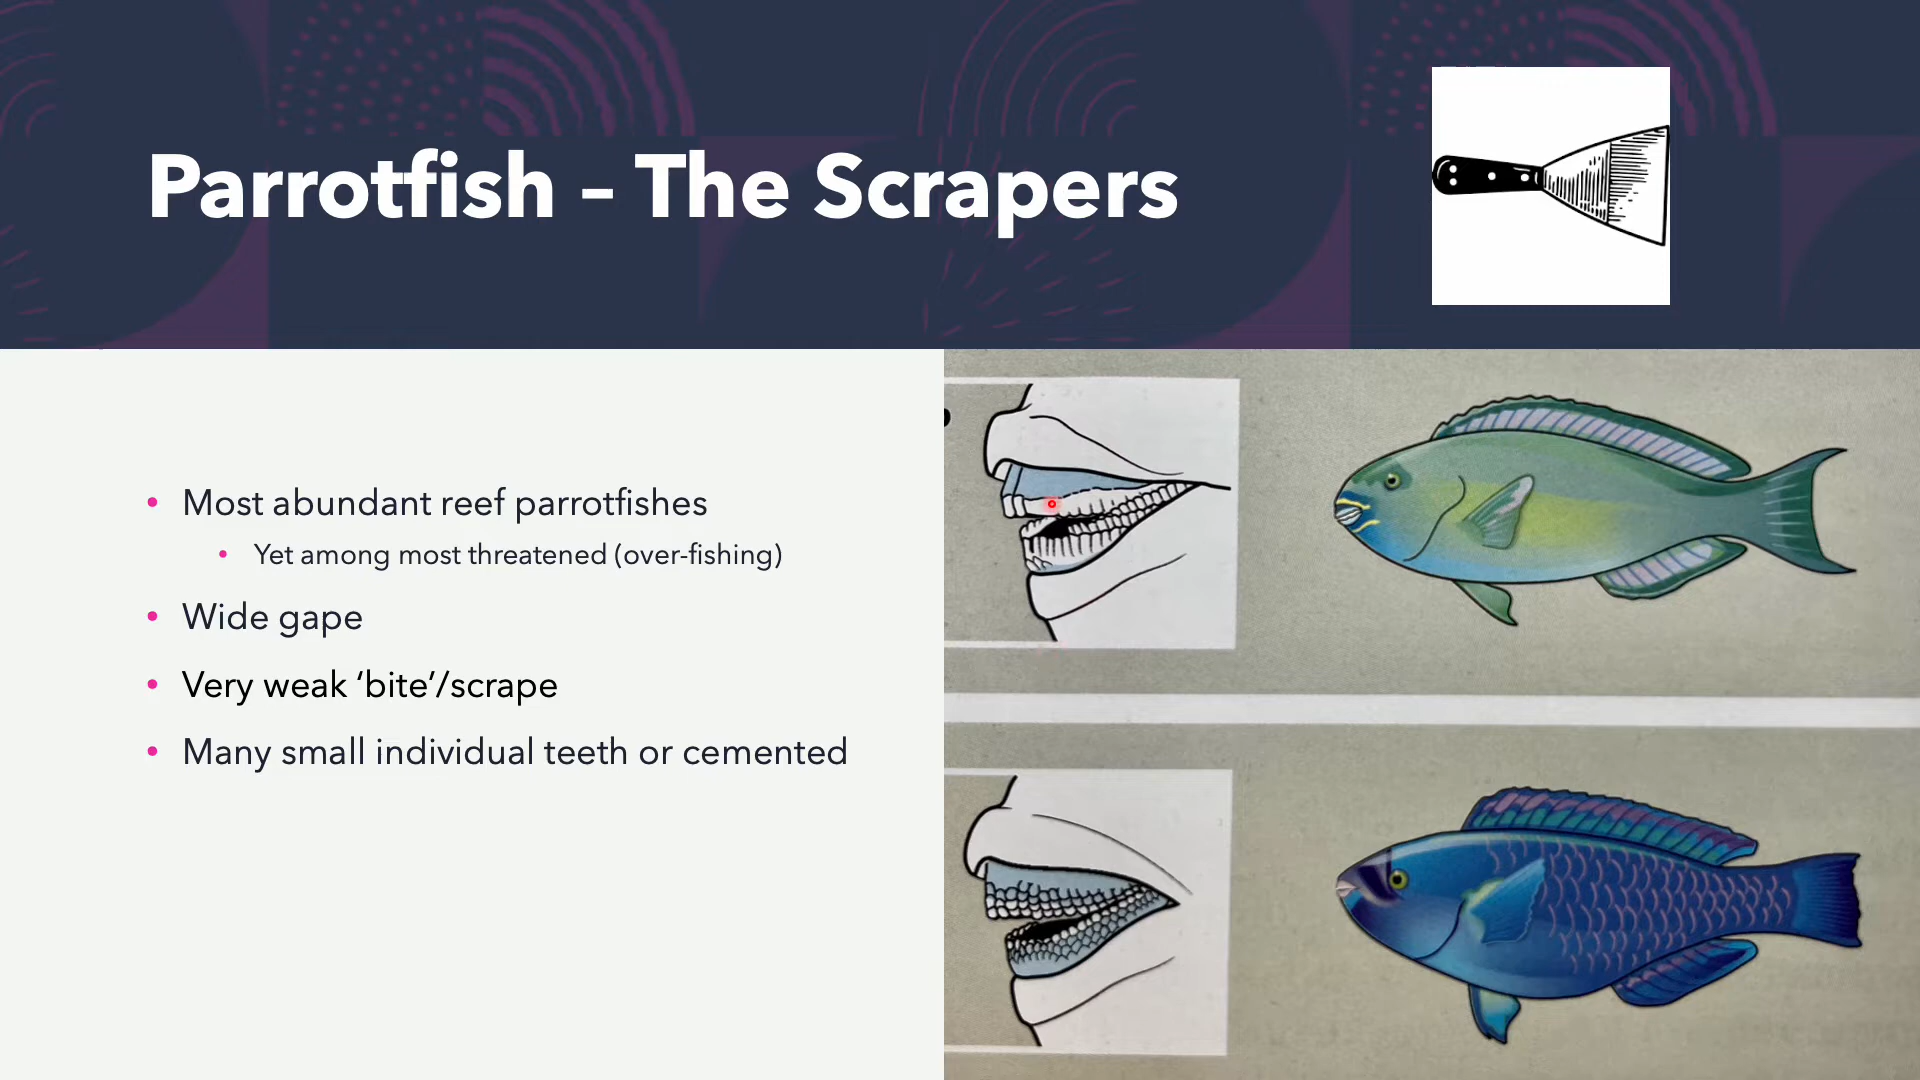 Parrotfish – The Scrapers
Most abundant reef parrotfishes
Yet among most threatened (over-fishing)
Wide gape
Very weak ‘bite’/scrape
Many small individual teeth or cemented